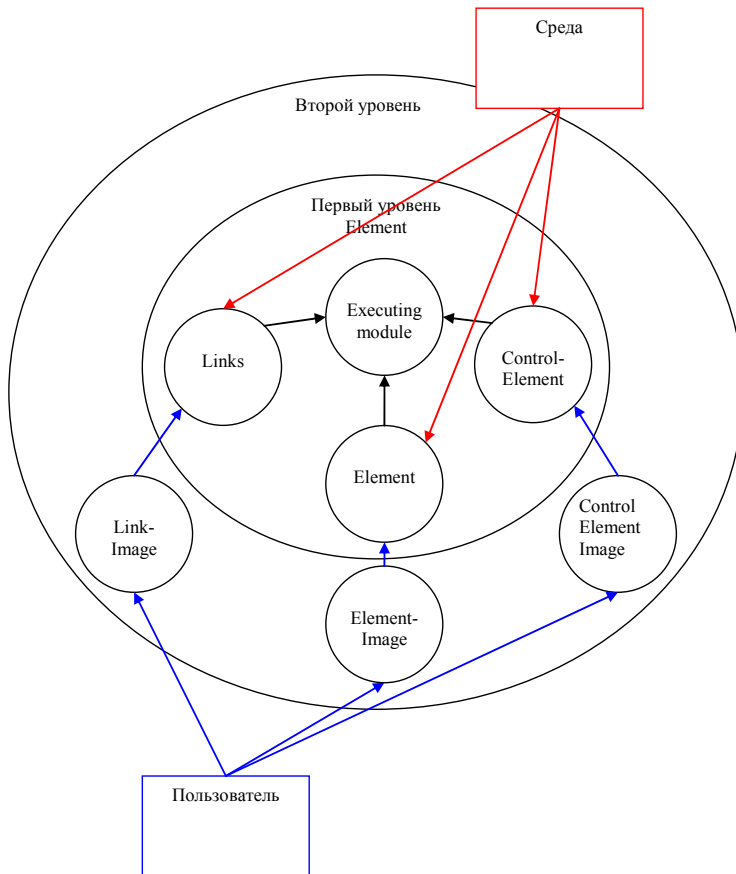 Среда
Второй уровень
Первый уровень
Element
Executing
module
Links
Control-
Element
Element
Link-
Image
Control
Element
Image
Element-
Image
Пользователь